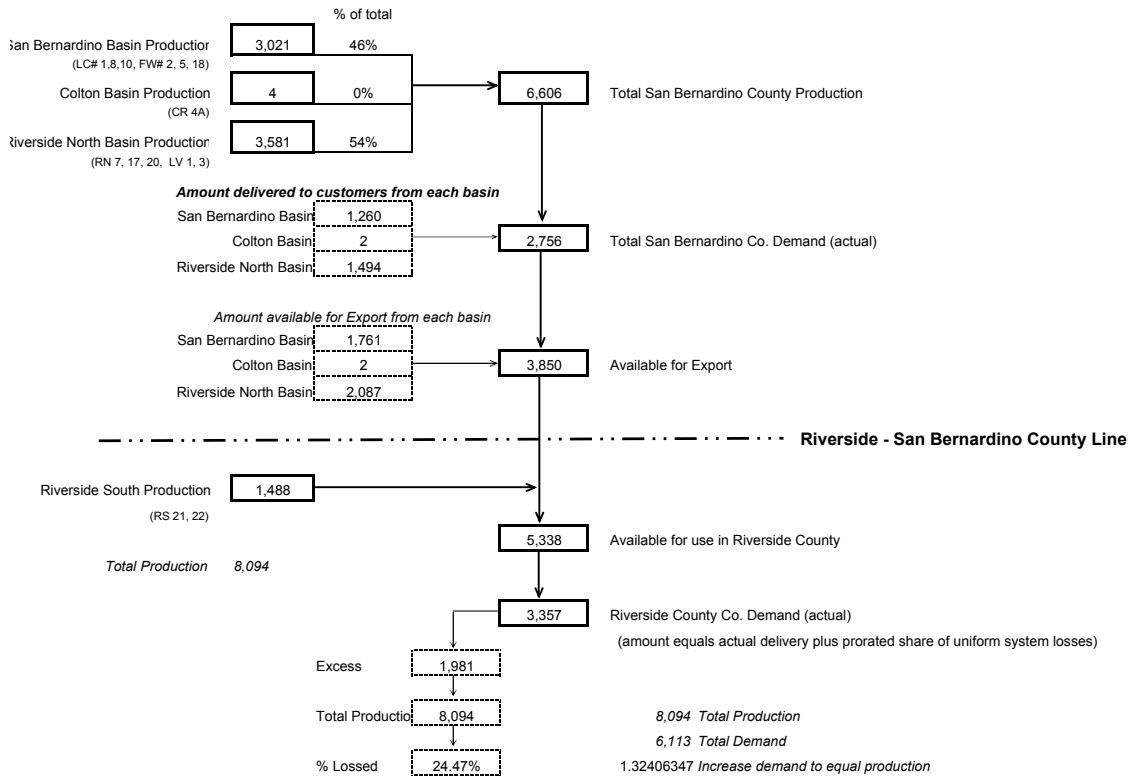 % of total
San Bernardino Basin Production 3,021 46%
(LC# 1,8,10, FW# 2, 5, 18)
Colton Basin Production 4 0% 6,606 Total San Bernardino County Production
(CR 4A)
Riverside North Basin Production 3,581 54%
(RN 7, 17, 20, LV 1, 3)
Amount delivered to customers from each basin
San Bernardino Basin 1,260
Colton Basin 2 2,756 Total San Bernardino Co. Demand (actual)
Riverside North Basin 1,494
Amount available for Export from each basin
San Bernardino Basin 1,761
Colton Basin 2 3,850 Available for Export
Riverside North Basin 2,087
Riverside - San Bernardino County Line
Riverside South Production 1,488
(RS 21, 22)
5,338 Available for use in Riverside County
Total Production 8,094
3,357 Riverside County Co. Demand (actual)
(amount equals actual delivery plus prorated share of uniform system losses)
Excess 1,981
Total Productio 8,094 8,094 Total Production
6,113 Total Demand
% Lossed 24.47% 1.32406347 Increase demand to equal production